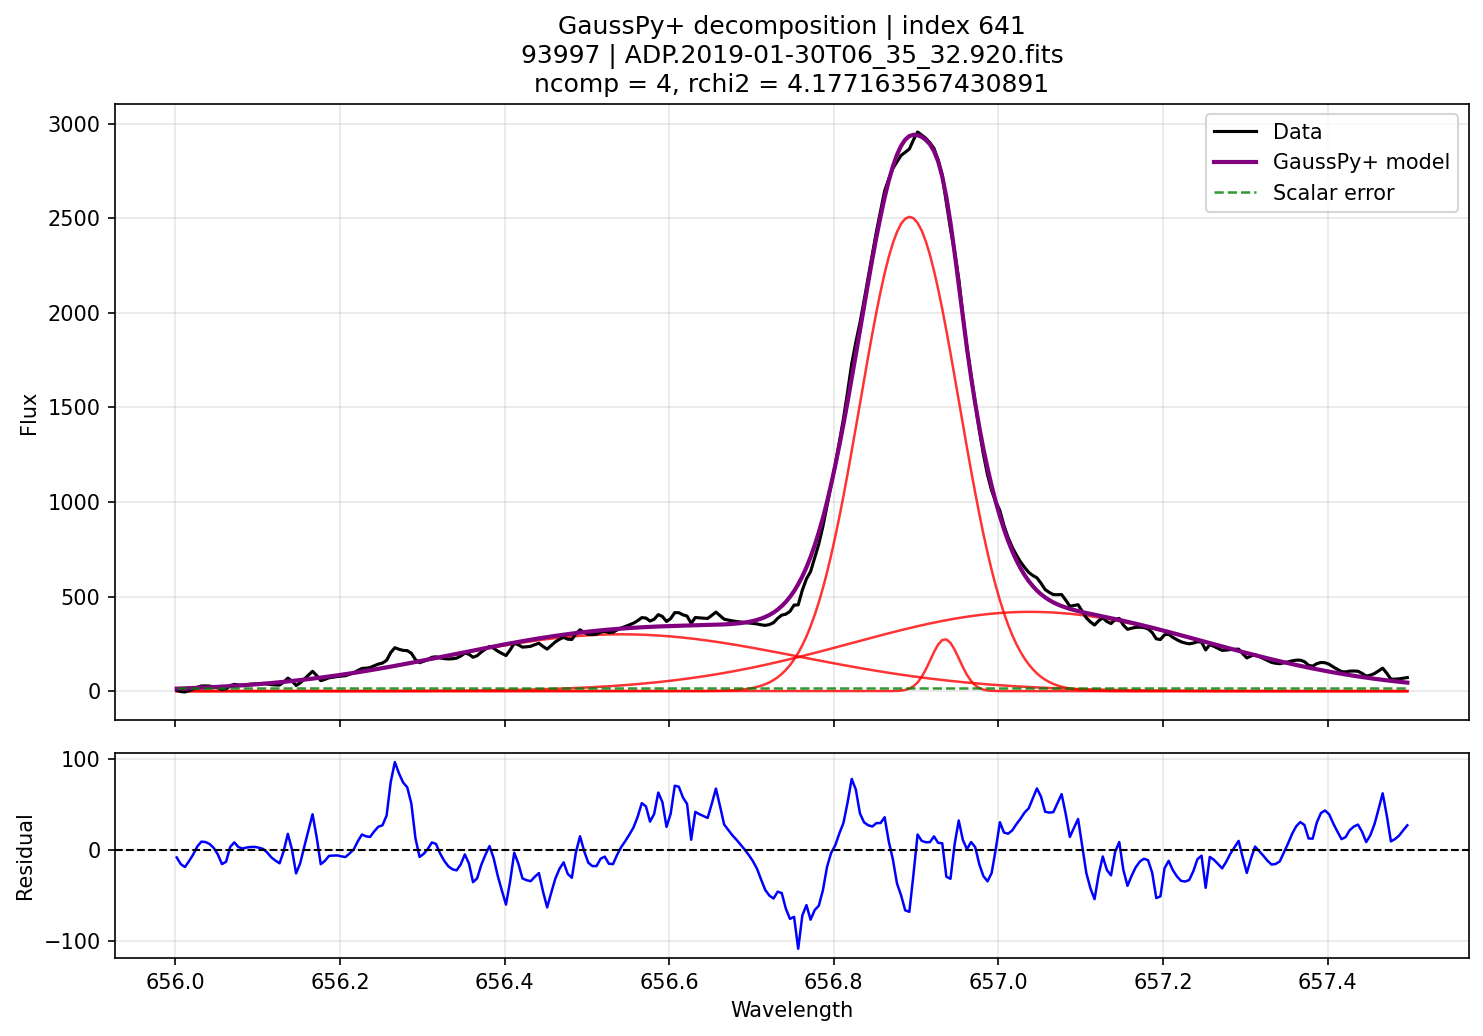 GaussPy+ decomposition | index 641
93997 | ADP.2019-01-30T06_35_32.920.fits
ncomp = 4, rchi2 = 4.177163567430891
Data
GaussPy+ model
Scalar error
3000
2500
2000
1500
1000
500
0
Flux
100
0
−100
Residual
656.0 656.2 656.4 656.6 656.8 657.0 657.2 657.4
Wavelength